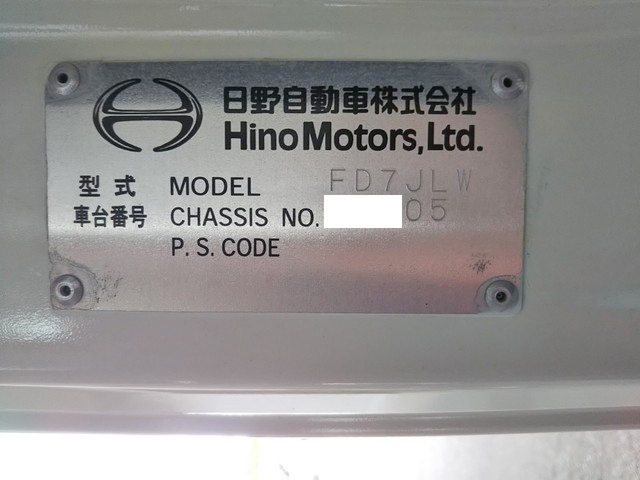 日野自動車株式会社
Hino Motors, Ltd.
型式 MODEL FD7JLW
車台番号 CHASSIS NO. 05
P.S. CODE